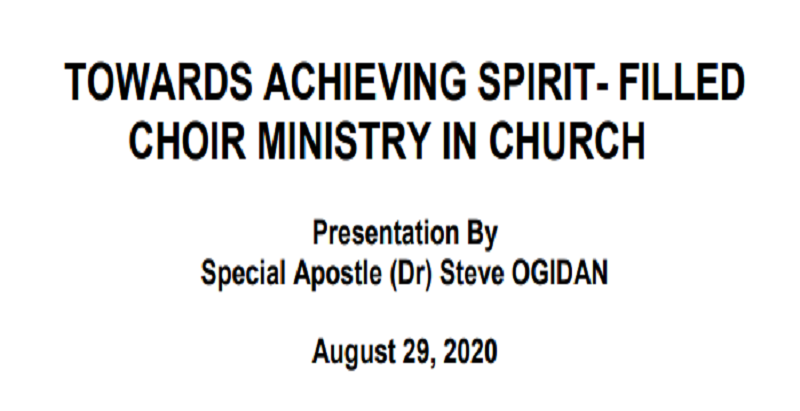 TOWARDS ACHIEVING SPIRIT- FILLED
CHOIR MINISTRY IN CHURCH
Presentation By
Special Apostle (Dr) Steve OGIDAN
August 29, 2020